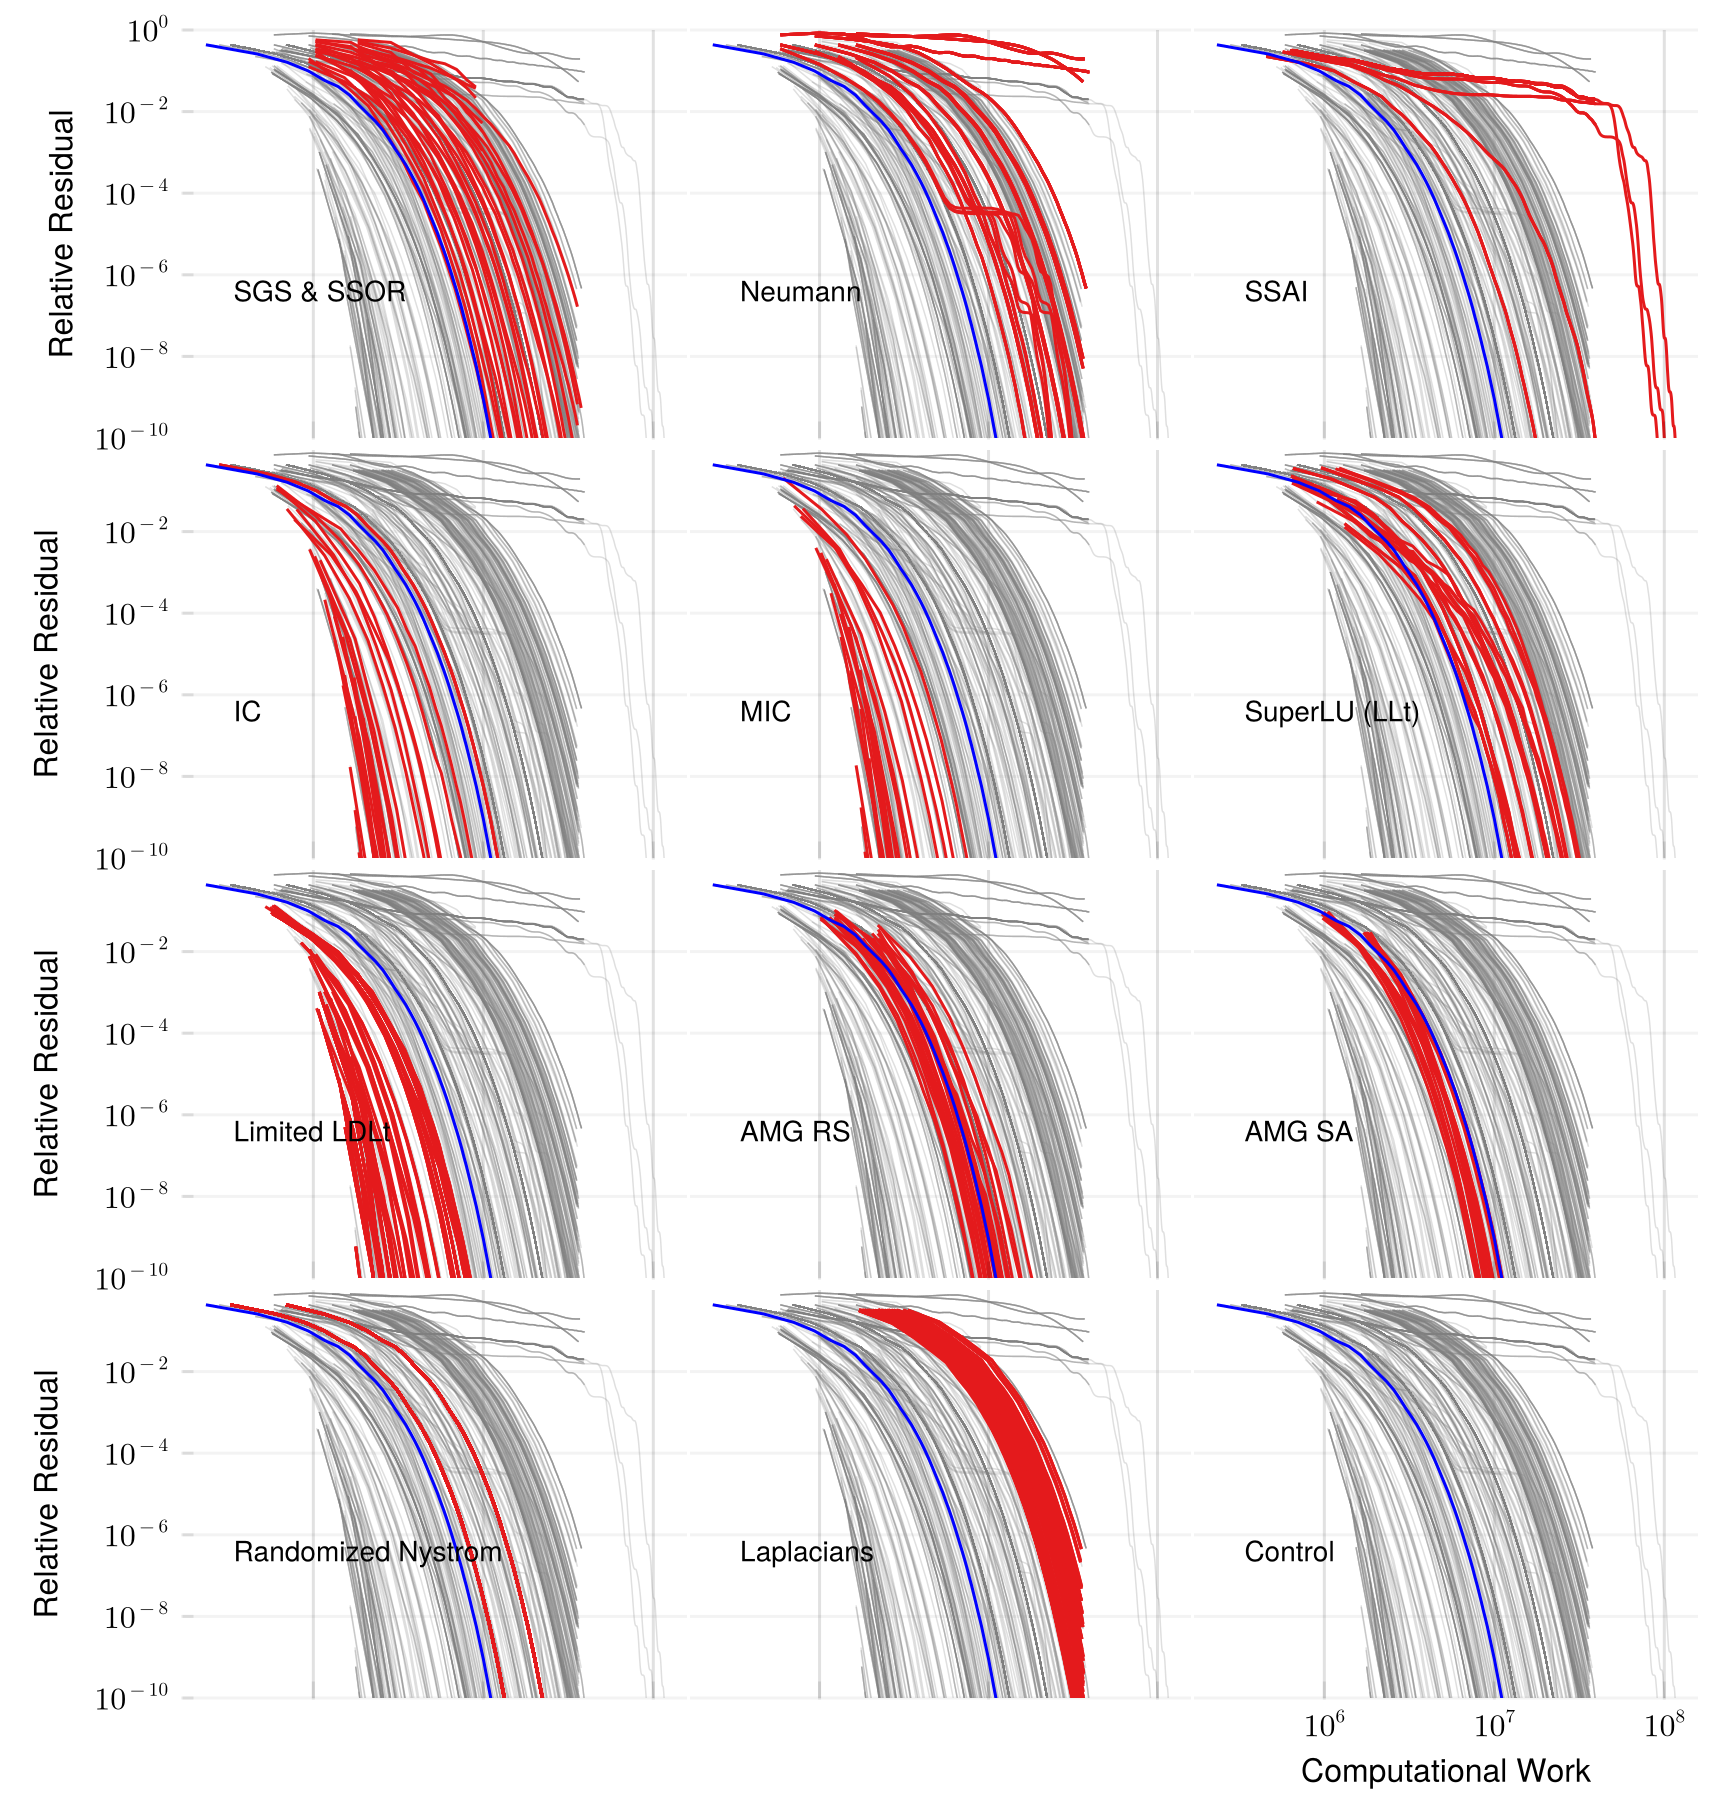 Relative Residual
10^0
10^−2
10^−4
10^−6
10^−8
10^−10
SGS & SSOR
Neumann
SSAI
Relative Residual
10^−2
10^−4
10^−6
10^−8
10^−10
IC
MIC
SuperLU (LLt)
Relative Residual
10^−2
10^−4
10^−6
10^−8
10^−10
Limited LDLt
AMG RS
AMG SA
Relative Residual
10^−2
10^−4
10^−6
10^−8
10^−10
Randomized Nystrom
Laplacians
Control
10^6 10^7 10^8
Computational Work